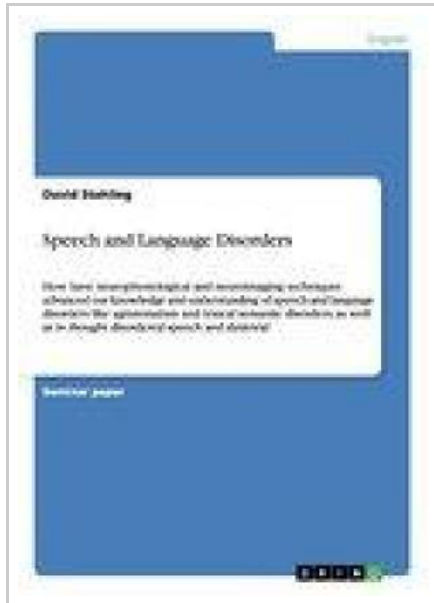 David Stehling
Speech and Language Disorders
How have neurophysiological and neuroimaging techniques
advanced our knowledge and understanding of speech and language
disorders like agrammatism and lexical semantic disorders as well
as in thought disordered speech and dyslexia?
Seminar paper
GRIN